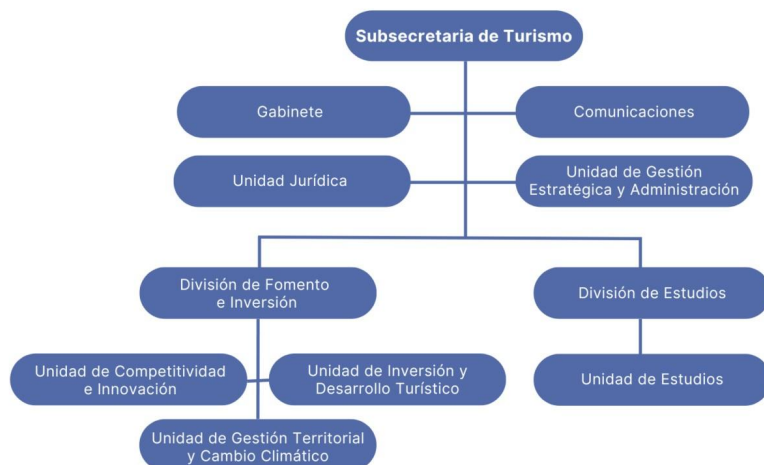 Subsecretaria de Turismo
Gabinete
Comunicaciones
Unidad Jurídica
Unidad de Gestión
Estratégica y Administración
División de Fomento
e Inversión
División de Estudios
Unidad de Competitividad
e Innovación
Unidad de Inversión y
Desarrollo Turístico
Unidad de Estudios
Unidad de Gestión Territorial
y Cambio Climático